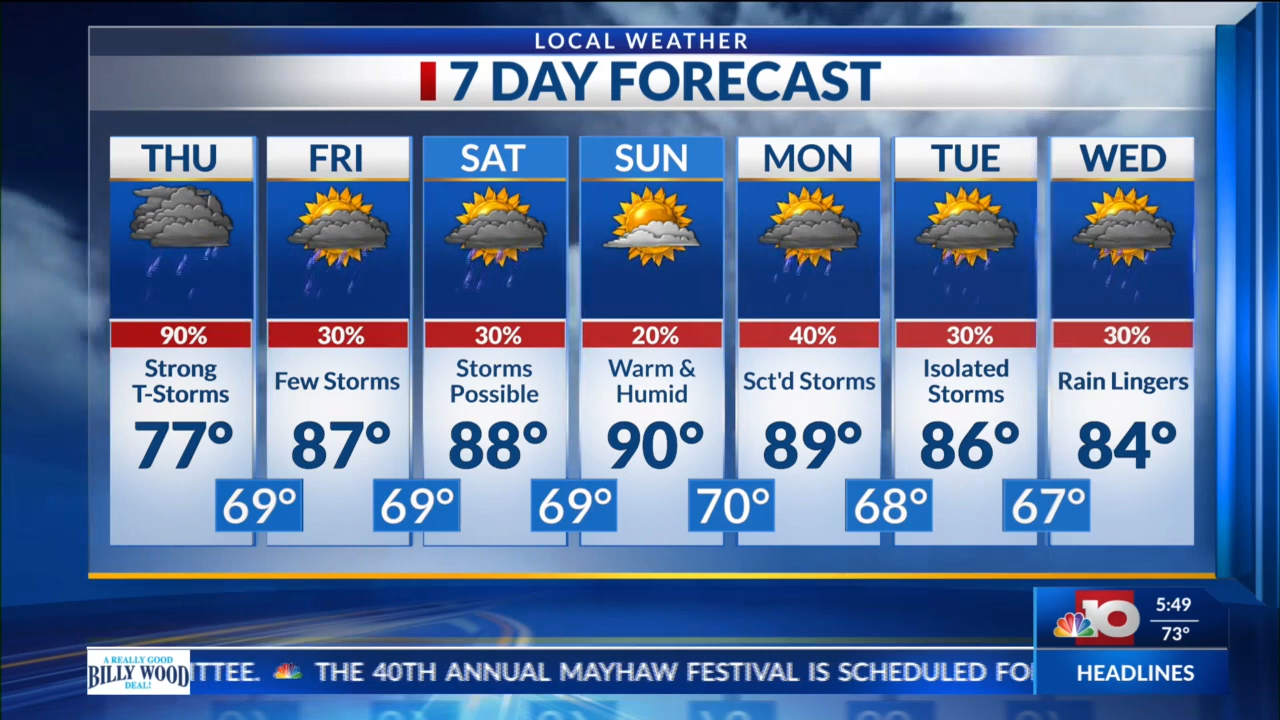 LOCAL WEATHER
7 DAY FORECAST
THU FRI SAT SUN MON TUE WED
90% 30% 30% 20% 40% 30% 30%
Strong T-Storms
Few Storms
Storms Possible
Warm & Humid
Sct'd Storms
Isolated Storms
Rain Lingers
77° 87° 88° 90° 89° 86° 84°
69° 69° 69° 70° 68° 67°
10
5:49
73°
A REALLY GOOD
BILLY WOOD
DEAL!
ITTEE. THE 40TH ANNUAL MAYHAW FESTIVAL IS SCHEDULED FO
HEADLINES